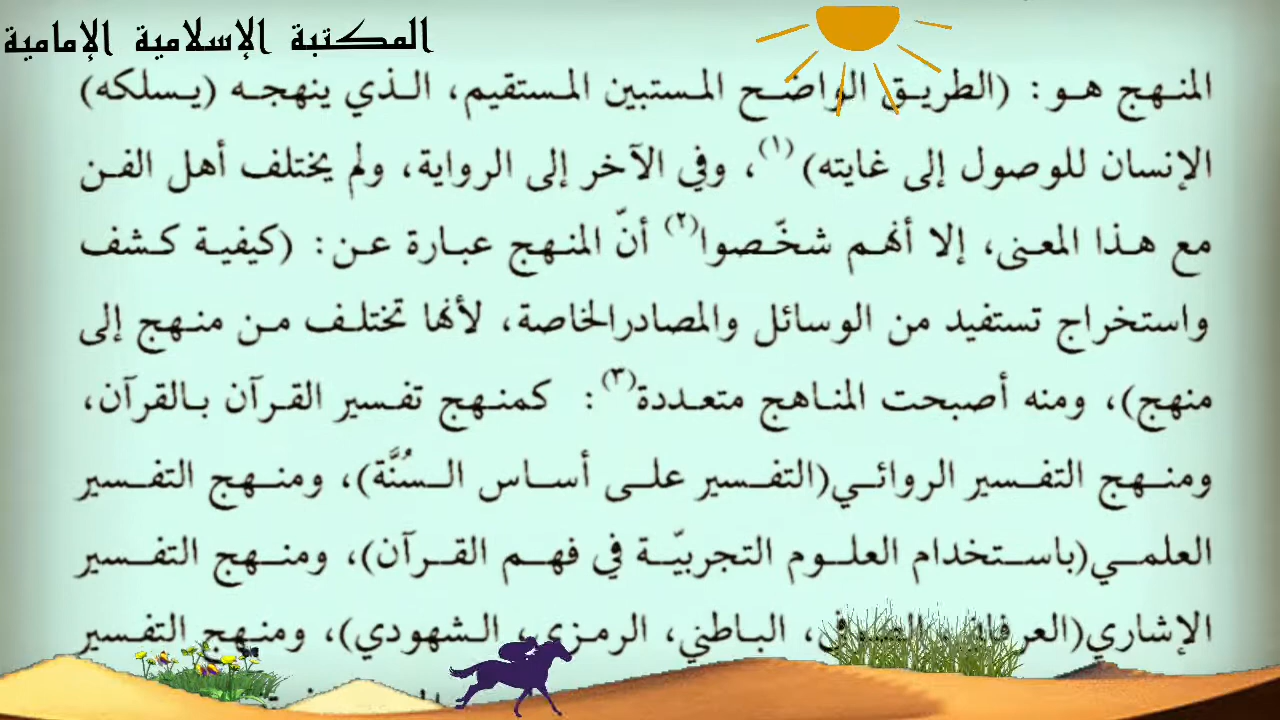 المكتبة الإسلامية الإمامية
المنهج هو: (الطريق الواضح المستبين المستقيم، الذي ينهجه (يسلكه)
الإنسان للوصول إلى غايته)(١)، وفي الآخر إلى الرواية، ولم يختلف أهل الفن
مع هذا المعنى، إلا أنهم شخّصوا(٢) أنّ المنهج عبارة عن: (كيفية كشف
واستخراج تستفيد من الوسائل والمصادرالخاصة، لأنها تختلف من منهج إلى
منهج)، ومنه أصبحت المناهج متعددة(٣): كمنهج تفسير القرآن بالقرآن،
ومنهج التفسير الروائي(التفسير على أساس السُنَّة)، ومنهج التفسير
العلمي(باستخدام العلوم التجربيّة في فهم القرآن)، ومنهج التفسير
الإشاري(العرفاني، الباطني، الرمزي، الشهودي)، ومنهج التفسير